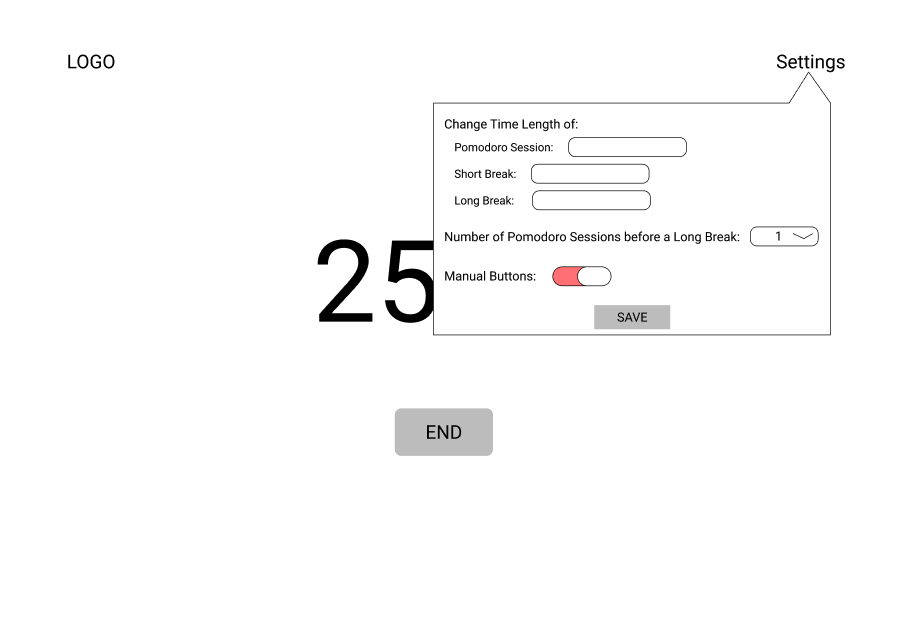 LOGO
Settings
Change Time Length of:
Pomodoro Session:
Short Break:
Long Break:
Number of Pomodoro Sessions before a Long Break: 1
Manual Buttons:
SAVE
25
END